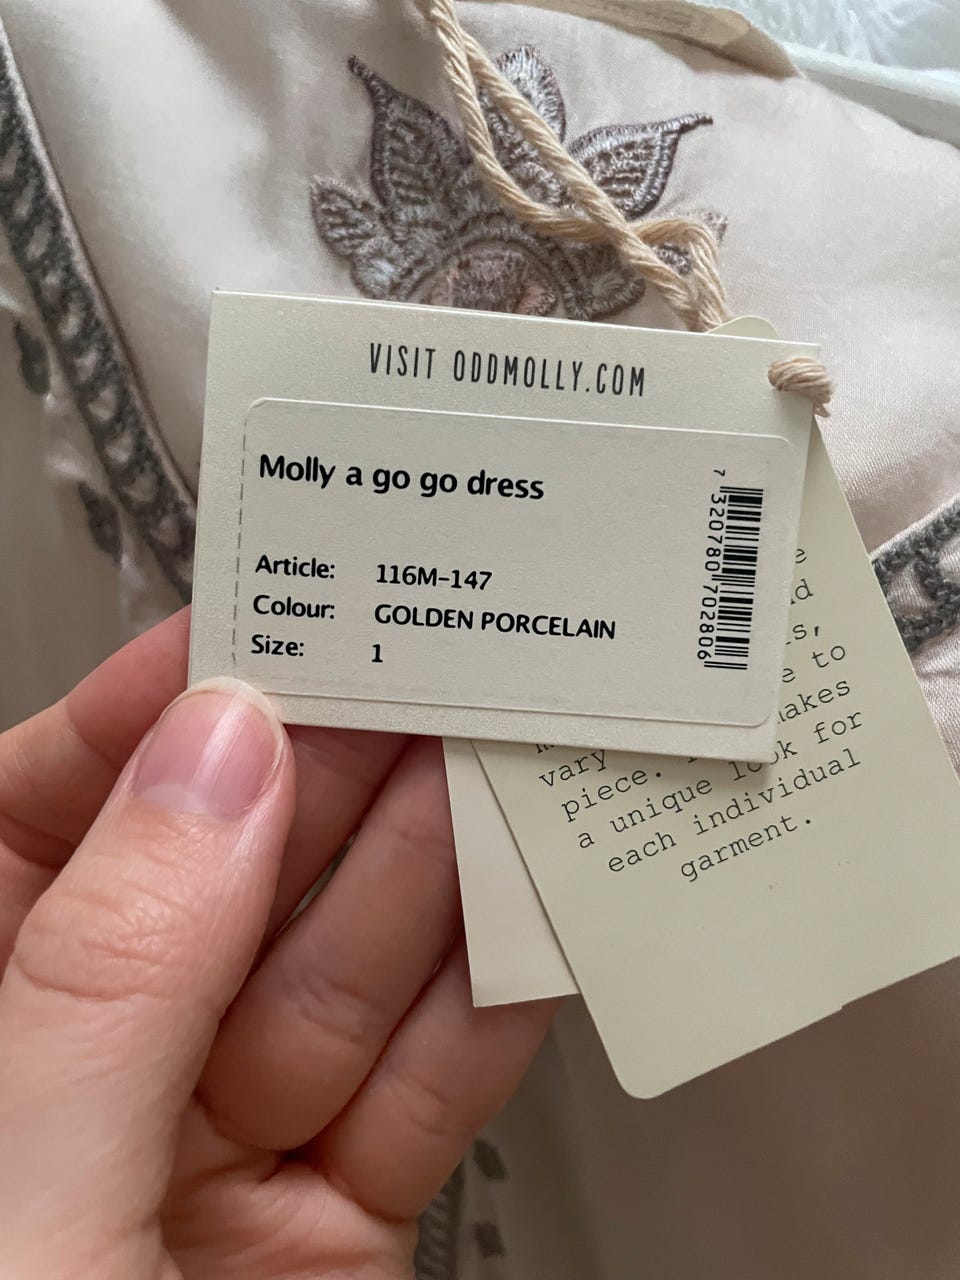 VISIT ODDMOLLY.COM
Molly a go go dress
Article: 116M-147
Colour: GOLDEN PORCELAIN
Size: 1
7 320780 702806
to
vary
piece. look for
a unique
each individual
garment.